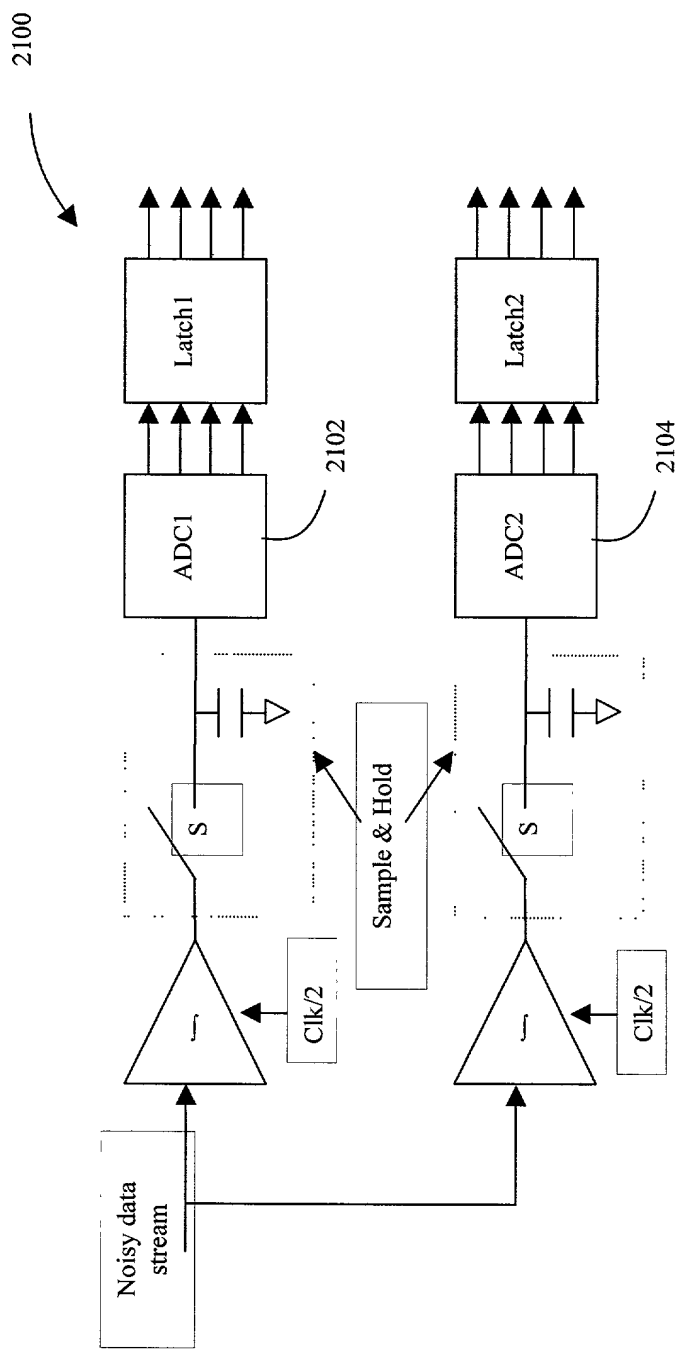 2100
Noisy data
stream
∫
Clk/2
S
ADC1
2102
Latch1
Sample & Hold
∫
Clk/2
S
ADC2
2104
Latch2